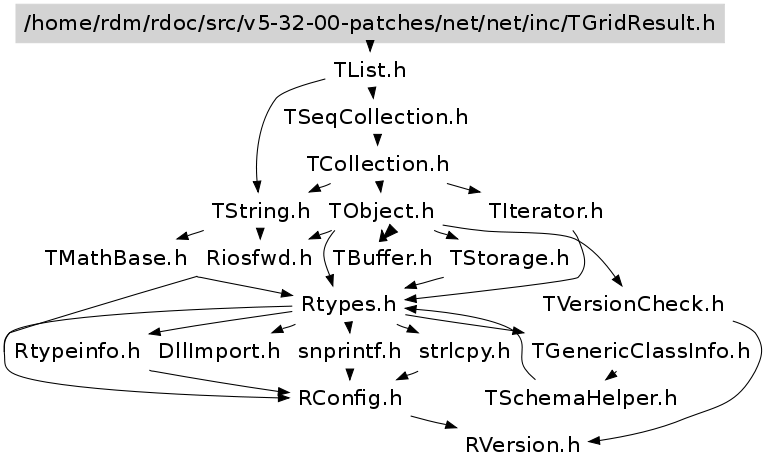 /home/rdm/rdoc/src/v5-32-00-patches/net/net/inc/TGridResult.h
TList.h
TSeqCollection.h
TCollection.h
TString.h TObject.h TIterator.h
TMathBase.h Riosfwd.h TBuffer.h TStorage.h
Rtypes.h TVersionCheck.h
Rtypeinfo.h DllImport.h snprintf.h strlcpy.h TGenericClassInfo.h
RConfig.h TSchemaHelper.h
RVersion.h